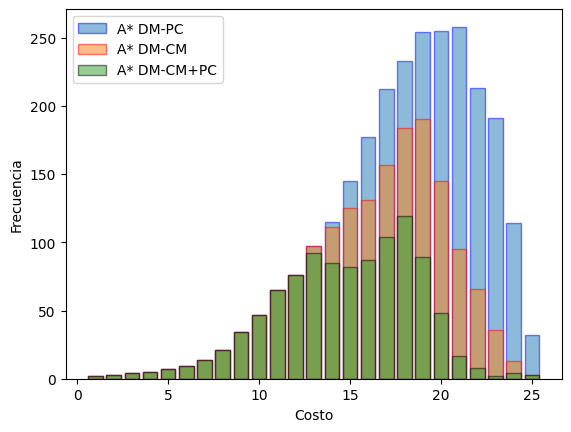 A* DM-PC
A* DM-CM
A* DM-CM+PC
Frecuencia
250
200
150
100
50
0
0 5 10 15 20 25
Costo